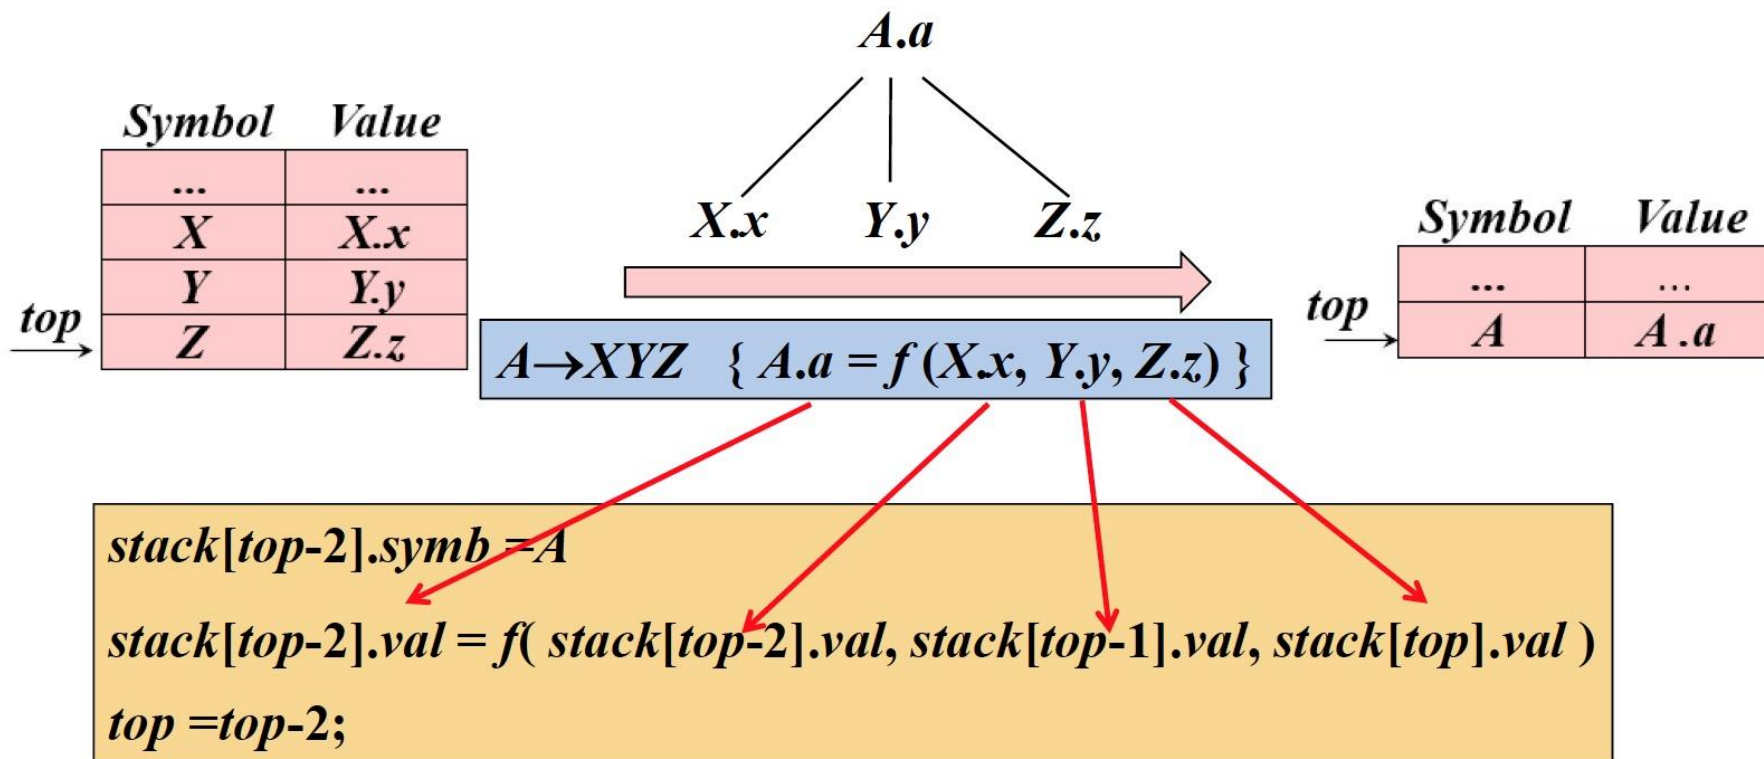 A.a
Symbol Value
... ...
X X.x
Y Y.y
top Z Z.z
X.x Y.y Z.z
Symbol Value
... ...
top A A.a
A→XYZ { A.a = f (X.x, Y.y, Z.z) }
stack[top-2].symb =A
stack[top-2].val = f( stack[top-2].val, stack[top-1].val, stack[top].val )
top =top-2;